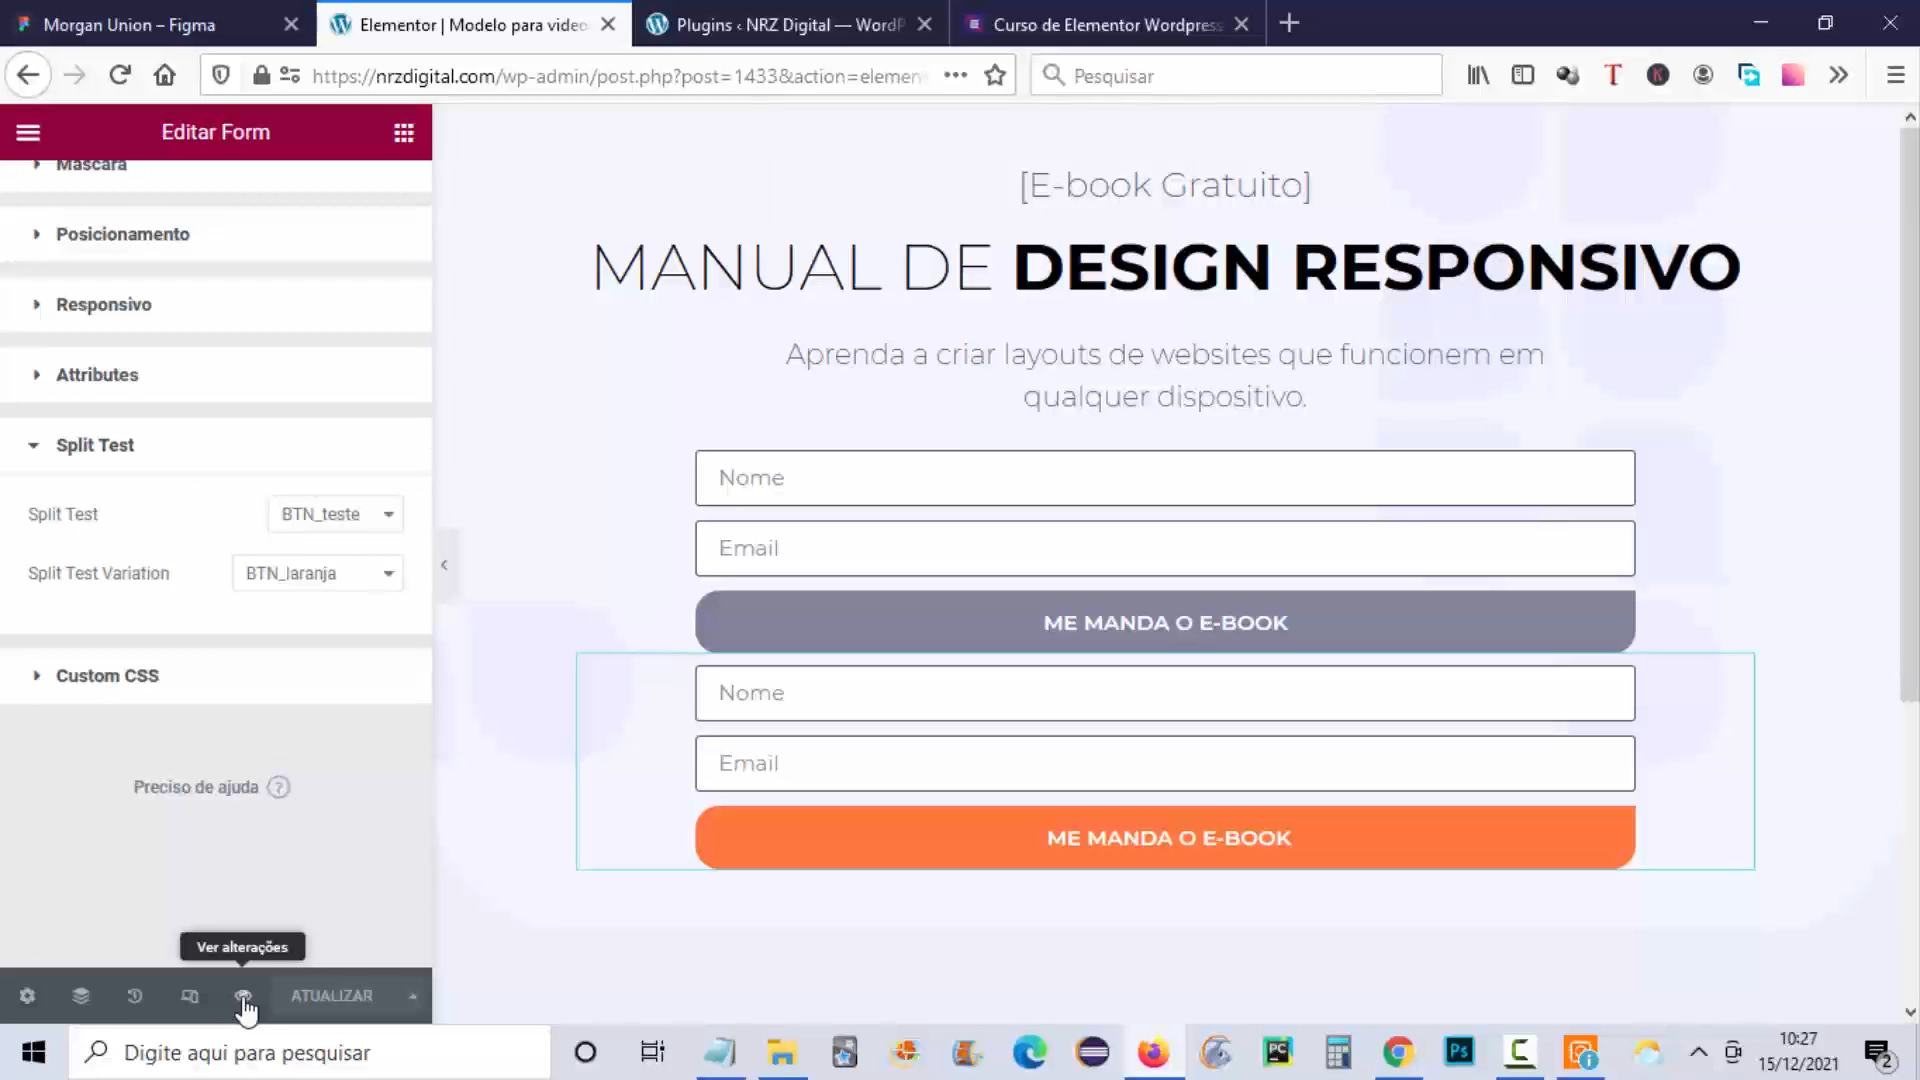 Morgan Union – Figma
Elementor | Modelo para video
Plugins ‹ NRZ Digital — WordP
Curso de Elementor Wordpress
https://nrzdigital.com/wp-admin/post.php?post=1433&action=elemen
Pesquisar
Editar Form
Máscara
Posicionamento
Responsivo
Attributes
Split Test
Split Test
BTN_teste
Split Test Variation
BTN_laranja
Custom CSS
Preciso de ajuda ?
Ver alterações
ATUALIZAR
[E-book Gratuito]
MANUAL DE DESIGN RESPONSIVO
Aprenda a criar layouts de websites que funcionem em
qualquer dispositivo.
Nome
Email
ME MANDA O E-BOOK
Nome
Email
ME MANDA O E-BOOK
Digite aqui para pesquisar
PC
Ps
10:27
15/12/2021
2